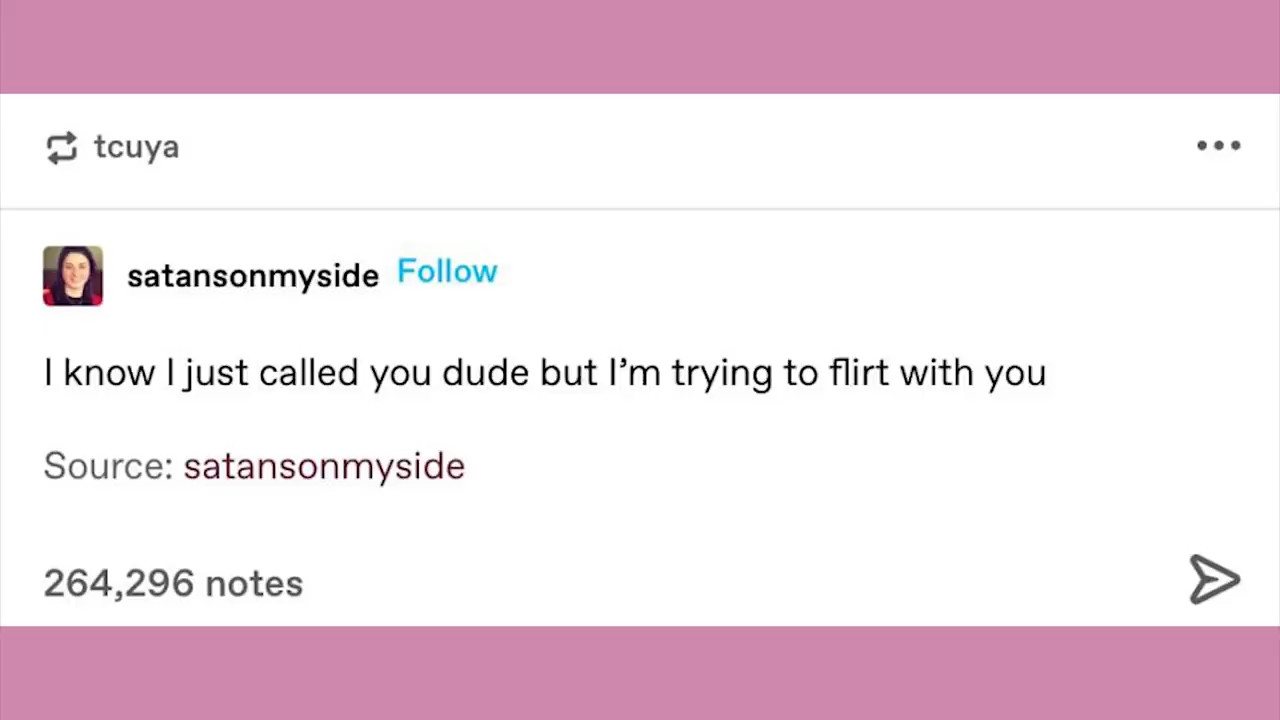 tcuya
satansonmyside Follow
I know I just called you dude but I’m trying to flirt with you
Source: satansonmyside
264,296 notes